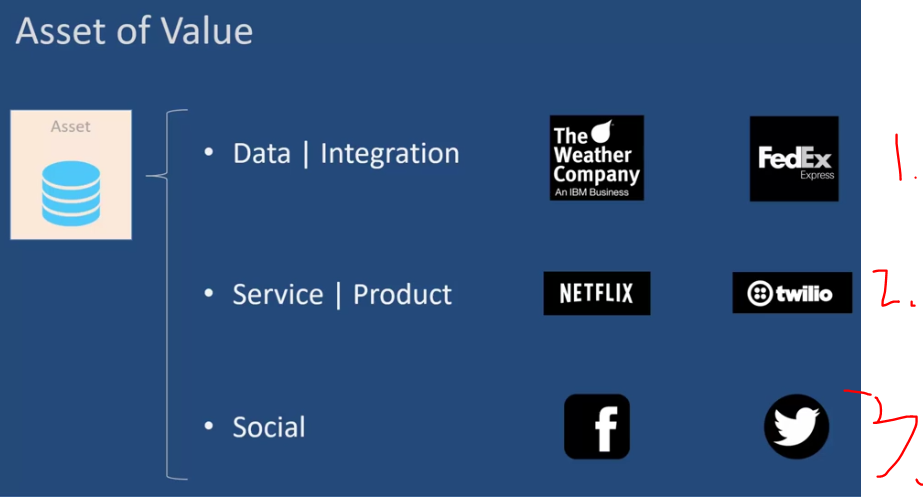 Asset of Value
Asset
• Data | Integration
The
Weather
Company
An IBM Business
FedEx
Express
1.
• Service | Product
NETFLIX
twilio
2.
• Social
f
3.